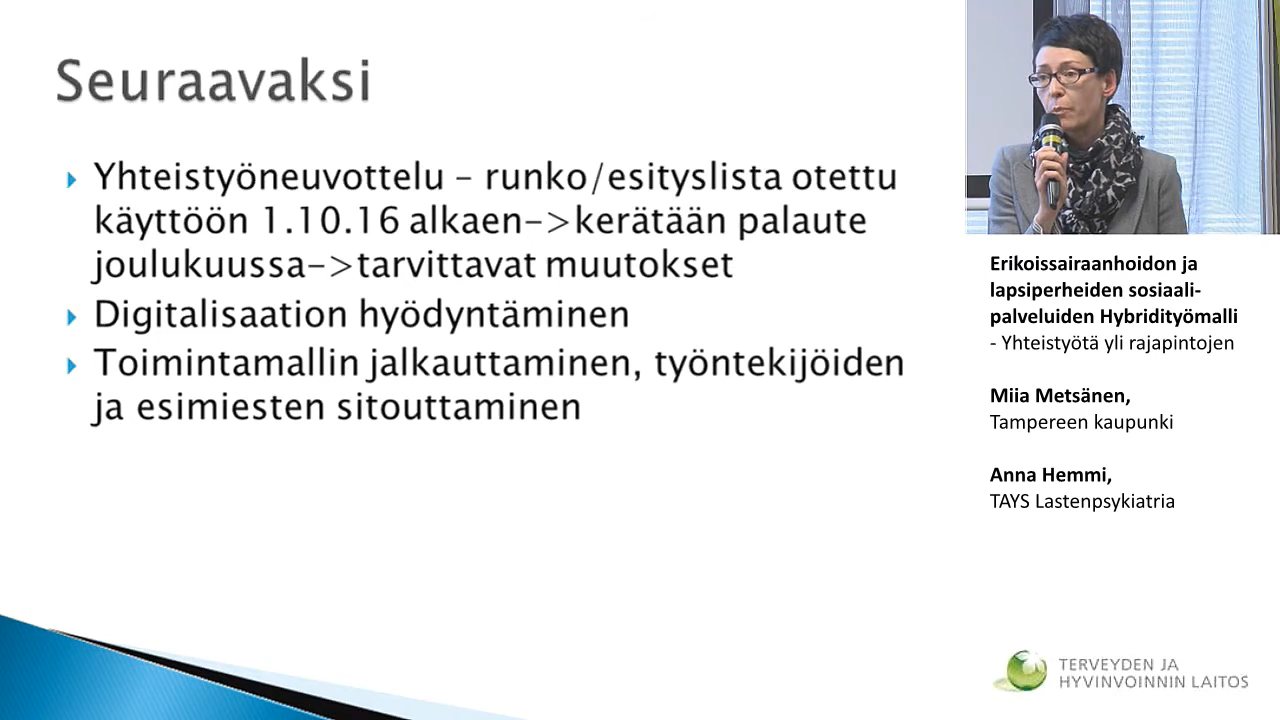 Seuraavaksi
Yhteistyöneuvottelu – runko/esityslista otettu
käyttöön 1.10.16 alkaen->kerätään palaute
joulukuussa->tarvittavat muutokset
Digitalisaation hyödyntäminen
Toimintamallin jalkauttaminen, työntekijöiden
ja esimiesten sitouttaminen
Erikoissairaanhoidon ja
lapsiperheiden sosiaali-
palveluiden Hybridityömalli
- Yhteistyötä yli rajapintojen
Miia Metsänen,
Tampereen kaupunki
Anna Hemmi,
TAYS Lastenpsykiatria
TERVEYDEN JA
HYVINVOINNIN LAITOS